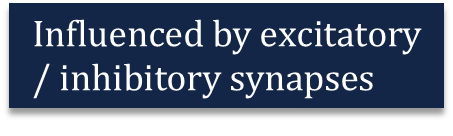 Influenced by excitatory
/ inhibitory synapses